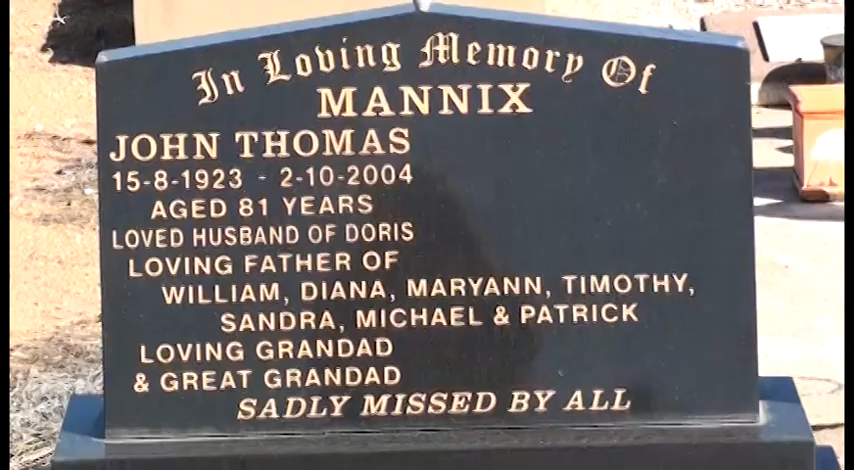 In Loving Memory Of
MANNIX
JOHN THOMAS
15-8-1923 - 2-10-2004
AGED 81 YEARS
LOVED HUSBAND OF DORIS
LOVING FATHER OF
WILLIAM, DIANA, MARYANN, TIMOTHY,
SANDRA, MICHAEL & PATRICK
LOVING GRANDAD
& GREAT GRANDAD
SADLY MISSED BY ALL